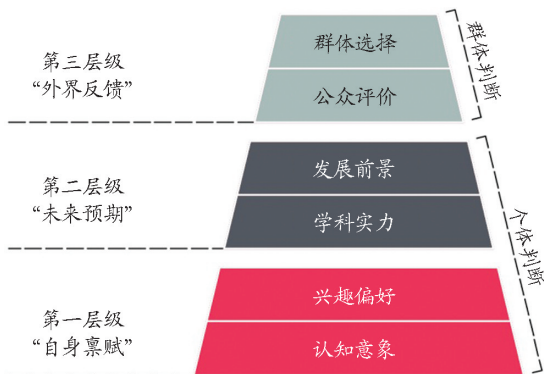 第三层级
“外界反馈”
群体选择
公众评价
群体判断
第二层级
“未来预期”
发展前景
学科实力
个体判断
第一层级
“自身禀赋”
兴趣偏好
认知意象